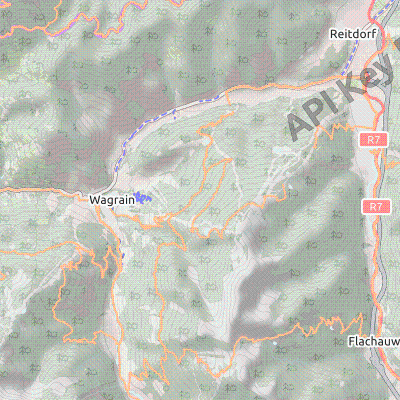 Reitdorf
API Key
R7
Wagrain
R7
Flachauw